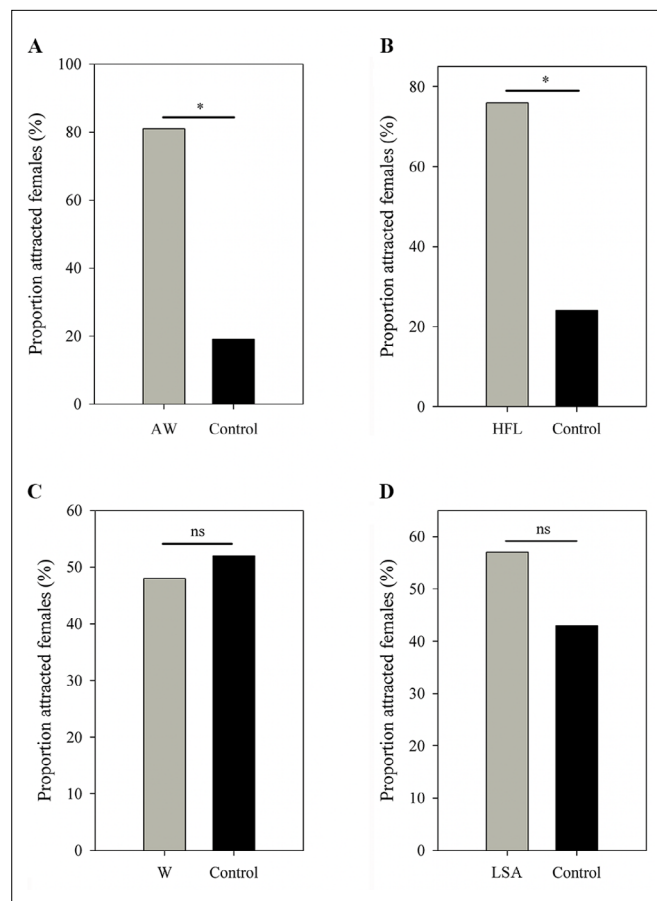 A
Proportion attracted females (%)
100
80
60
40
20
0
*
AW Control
B
Proportion attracted females (%)
80
60
40
20
0
*
HFL Control
C
Proportion attracted females (%)
60
50
40
30
20
10
0
ns
W Control
D
Proportion attracted females (%)
60
50
40
30
20
10
0
ns
LSA Control